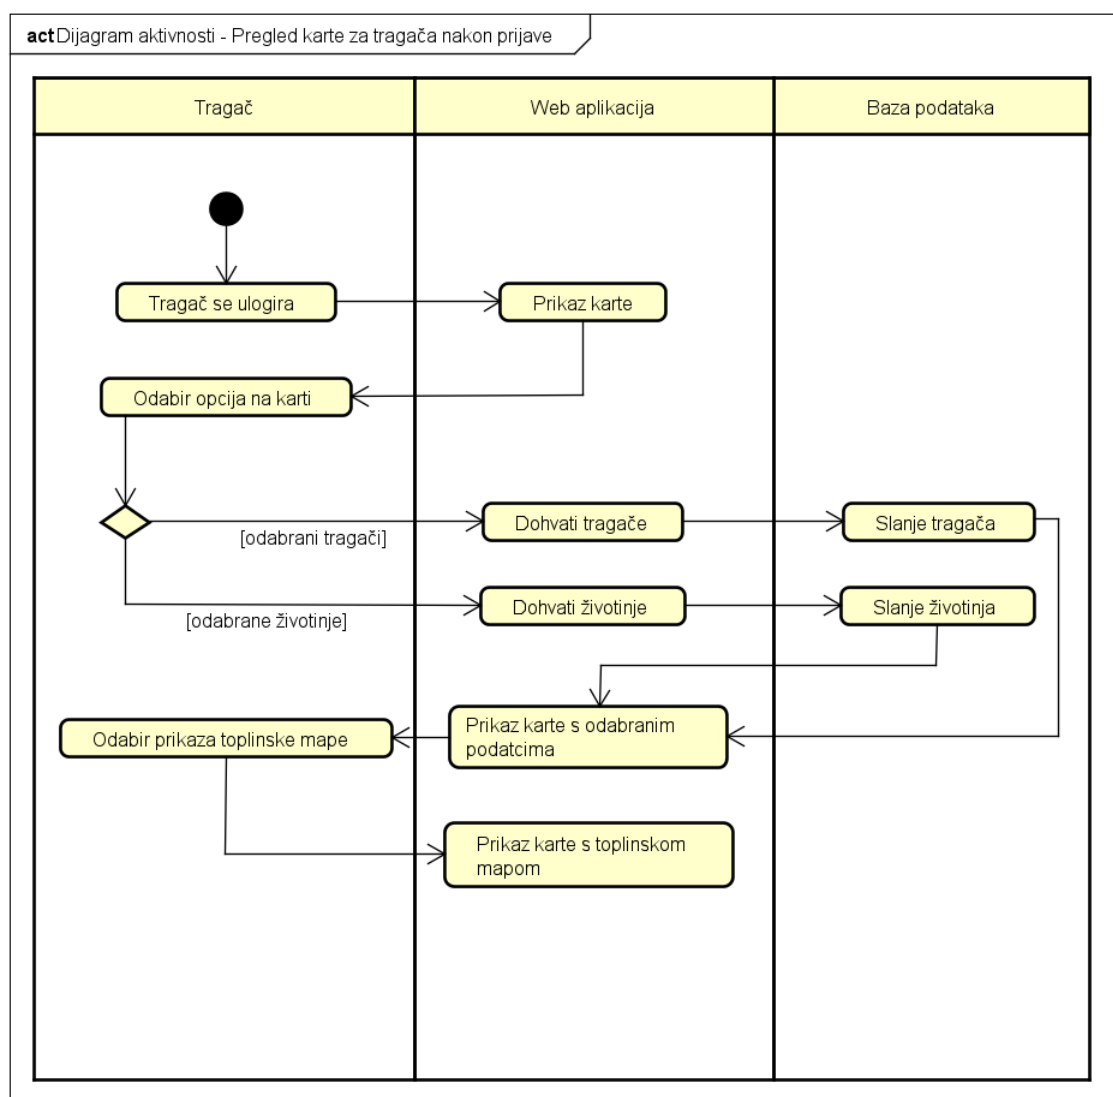 act Dijagram aktivnosti - Pregled karte za tragača nakon prijave
Tragač
Web aplikacija
Baza podataka
Tragač se ulogira
Prikaz karte
Odabir opcija na karti
Dohvati tragače
Slanje tragača
[odabrani tragači]
Dohvati životinje
Slanje životinja
[odabrane životinje]
Prikaz karte s odabranim
podatcima
Odabir prikaza toplinske mape
Prikaz karte s toplinskom
mapom